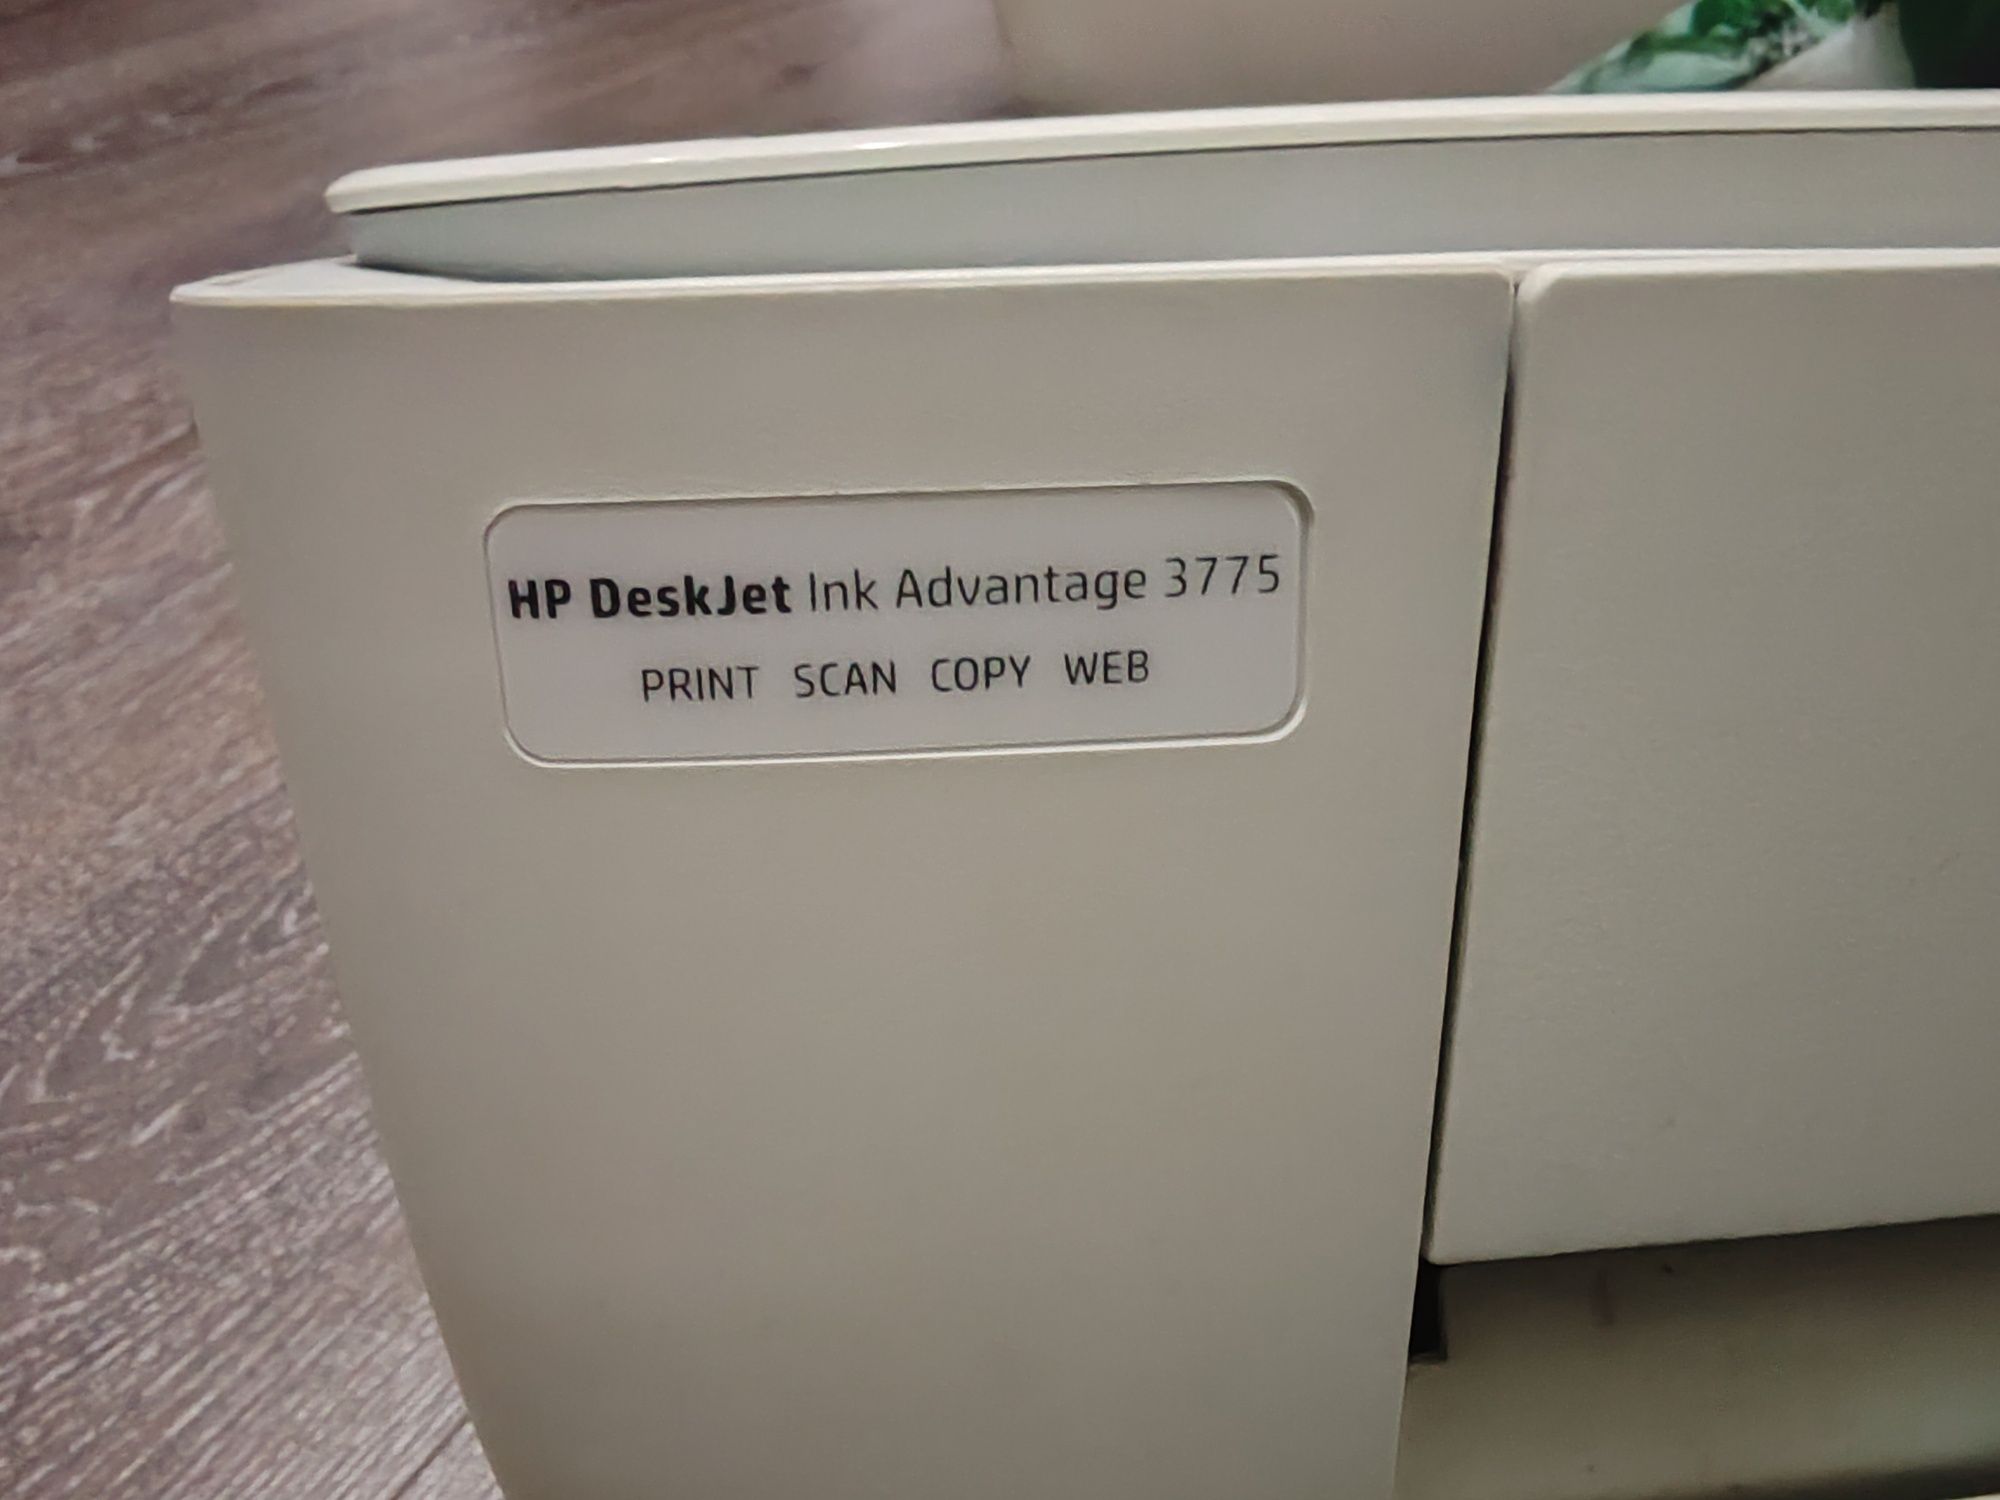 HP DeskJet Ink Advantage 3775
PRINT SCAN COPY WEB